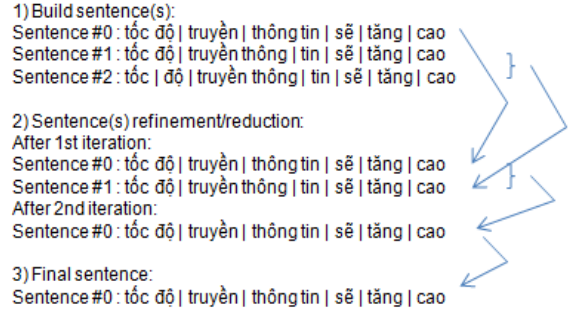 1) Build sentence(s):
Sentence #0 : tốc độ | truyền | thông tin | sẽ | tăng | cao
Sentence #1 : tốc độ | truyền thông | tin | sẽ | tăng | cao
Sentence #2 : tốc | độ | truyền thông | tin | sẽ | tăng | cao
2) Sentence(s) refinement/reduction:
After 1st iteration:
Sentence #0 : tốc độ | truyền | thông tin | sẽ | tăng | cao
Sentence #1 : tốc độ | truyền thông | tin | sẽ | tăng | cao
After 2nd iteration:
Sentence #0 : tốc độ | truyền | thông tin | sẽ | tăng | cao
3) Final sentence:
Sentence #0 : tốc độ | truyền | thông tin | sẽ | tăng | cao